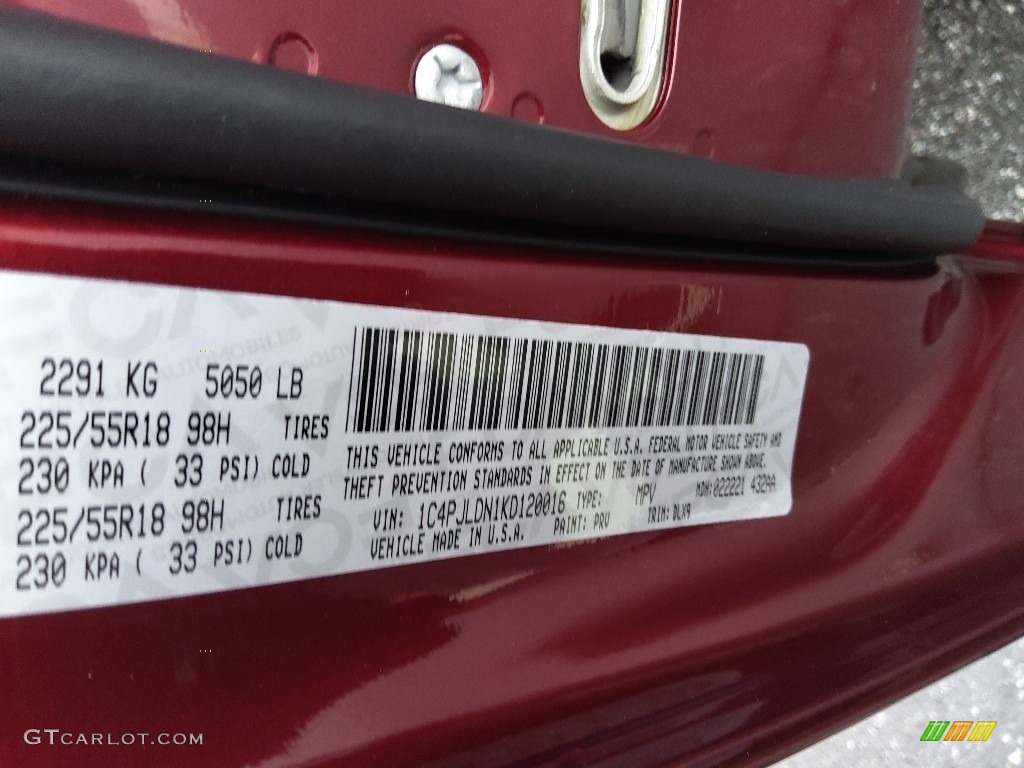 2291 KG 5050 LB
225/55R18 98H TIRES
230 KPA ( 33 PSI) COLD
225/55R18 98H TIRES
230 KPA ( 33 PSI) COLD
THIS VEHICLE CONFORMS TO ALL APPLICABLE U.S.A. FEDERAL MOTOR VEHICLE SAFETY AND
THEFT PREVENTION STANDARDS IN EFFECT ON THE DATE OF MANUFACTURE SHOWN ABOVE.
VIN: 1C4PJLDN1KD120016 TYPE: MPV MDH:022221 432AA
VEHICLE MADE IN U.S.A. PAINT: PRV TRIM: DLX9
GTCARLOT.COM